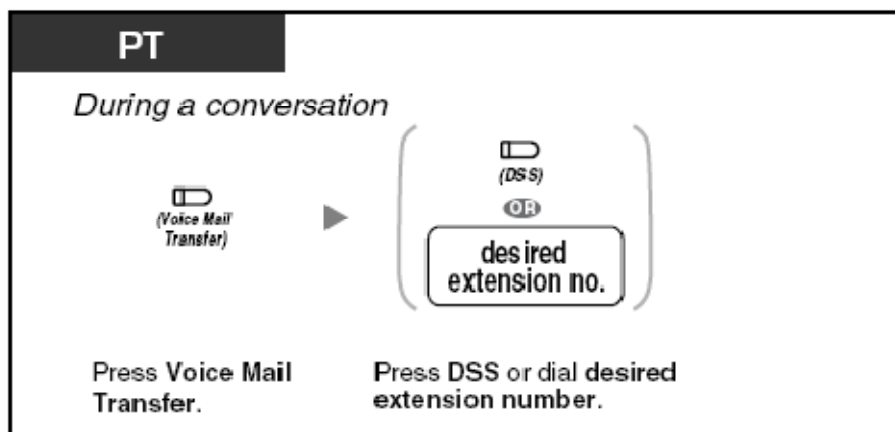 PT
During a conversation
(DSS)
(Voice Mail
Transfer)
OR
desired
extension no.
Press Voice Mail
Transfer.
Press DSS or dial desired
extension number.